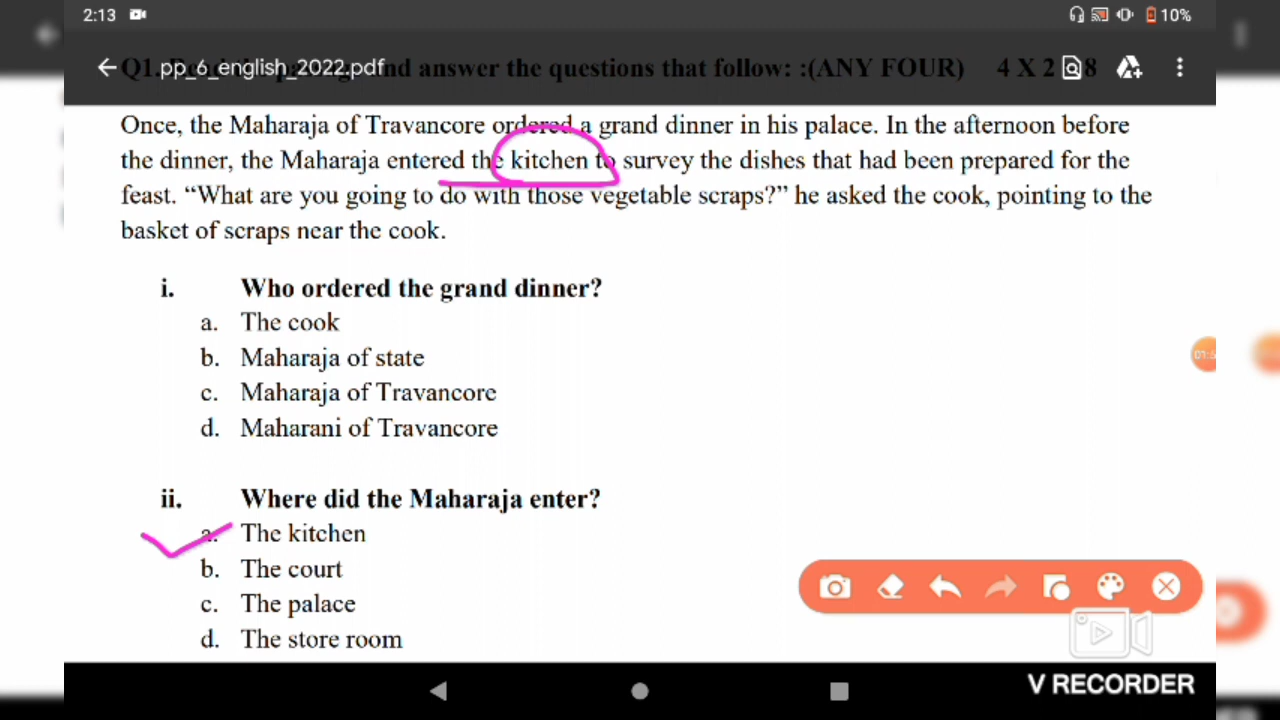 2:13 10%
pp_6_english_2022.pdf
Q1. and answer the questions that follow: :(ANY FOUR) 4 X 2 8
Once, the Maharaja of Travancore ordered a grand dinner in his palace. In the afternoon before
the dinner, the Maharaja entered the kitchen to survey the dishes that had been prepared for the
feast. “What are you going to do with those vegetable scraps?” he asked the cook, pointing to the
basket of scraps near the cook.
i. Who ordered the grand dinner?
a. The cook
b. Maharaja of state
c. Maharaja of Travancore
d. Maharani of Travancore
ii. Where did the Maharaja enter?
a. The kitchen
b. The court
c. The palace
d. The store room
V RECORDER